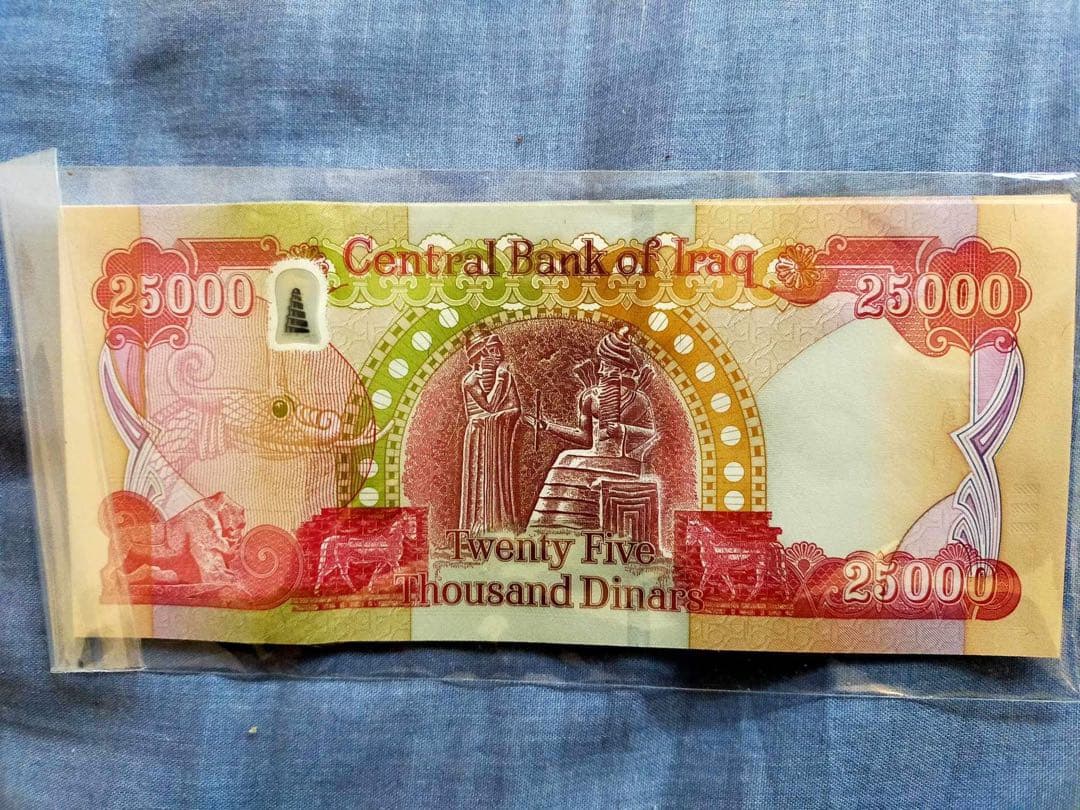 Central Bank of Iraq
25000
25000
Twenty Five
Thousand Dinars
25000